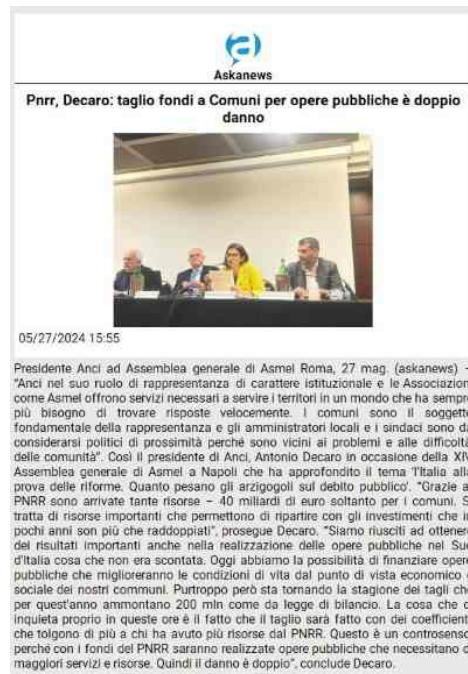 Askanews
Pnrr, Decaro: taglio fondi a Comuni per opere pubbliche è doppio
danno
05/27/2024 15:55
Presidente Anci ad Assemblea generale di Asmel Roma, 27 mag. (askanews) –
"Anci nel suo ruolo di rappresentanza di carattere istituzionale e le Associazion
come Asmel offrono servizi necessari a servire i territori in un mondo che ha sempre
più bisogno di trovare risposte velocemente. I comuni sono il soggetto
fondamentale della rappresentanza e gli amministratori locali e i sindaci sono da
considerarsi politici di prossimità perché sono vicini ai problemi e alle difficoltà
delle comunità". Così il presidente di Anci, Antonio Decaro in occasione della XIV
Assemblea generale di Asmel a Napoli che ha approfondito il tema 'l'Italia alla
prova delle riforme. Quanto pesano gli arzigogoli sul debito pubblico'. "Grazie al
PNRR sono arrivate tante risorse – 40 miliardi di euro soltanto per i comuni. S
tratta di risorse importanti che permettono di ripartire con gli investimenti che in
pochi anni son più che raddoppiati", prosegue Decaro. "Siamo riusciti ad ottenere
dei risultati importanti anche nella realizzazione delle opere pubbliche nel Sud
d'Italia cosa che non era scontata. Oggi abbiamo la possibilità di finanziare opere
pubbliche che miglioreranno le condizioni di vita dal punto di vista economico e
sociale dei nostri communi. Purtroppo però sta tornando la stagione dei tagli che
per quest'anno ammontano 200 mln come da legge di bilancio. La cosa che c
inquieta proprio in queste ore è il fatto che il taglio sarà fatto con dei coefficient
che tolgono di più a chi ha avuto più risorse dal PNRR. Questo è un controsenso
perché con i fondi del PNRR saranno realizzate opere pubbliche che necessitano d
maggiori servizi e risorse. Quindi il danno è doppio", conclude Decaro.